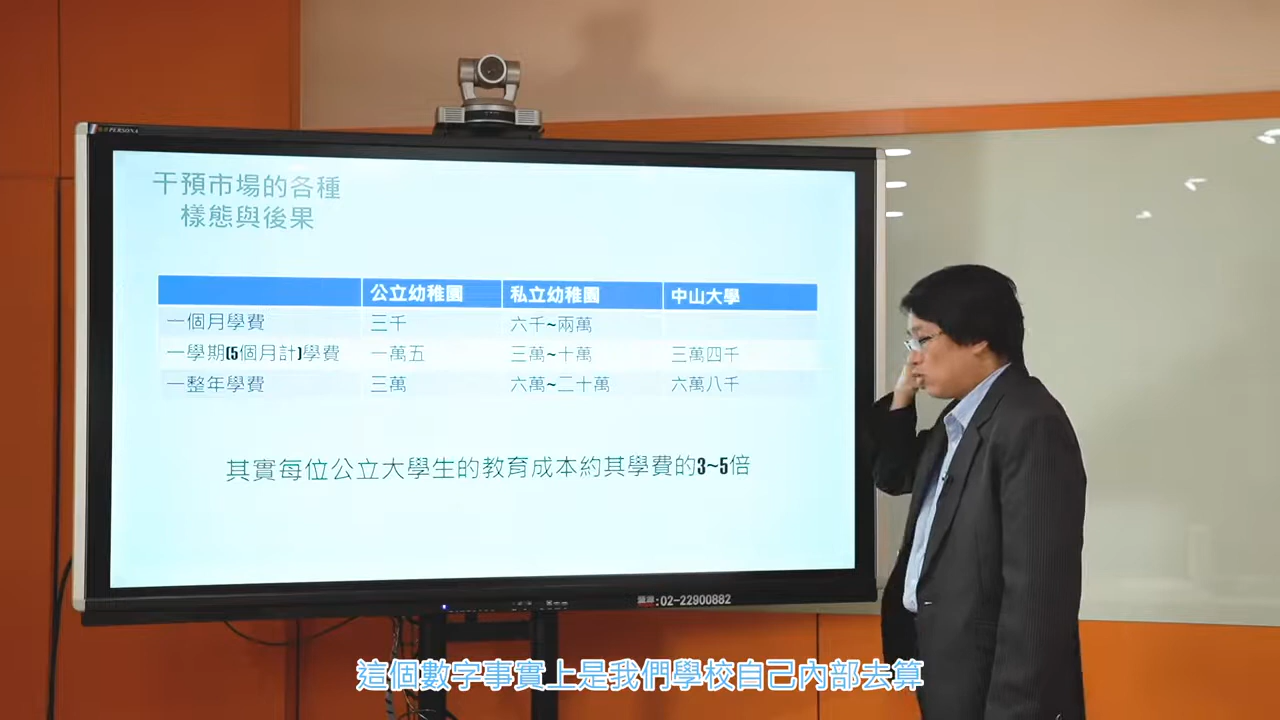 PERSONA
干預市場的各種
樣態與後果
公立幼稚園 私立幼稚園 中山大學
一個月學費 三千 六千~兩萬
一學期(5個月計)學費 一萬五 三萬~十萬 三萬四千
一整年學費 三萬 六萬~二十萬 六萬八千
其實每位公立大學生的教育成本約其學費的3~5倍
:02-22900882
這個數字事實上是我們學校自己內部去算